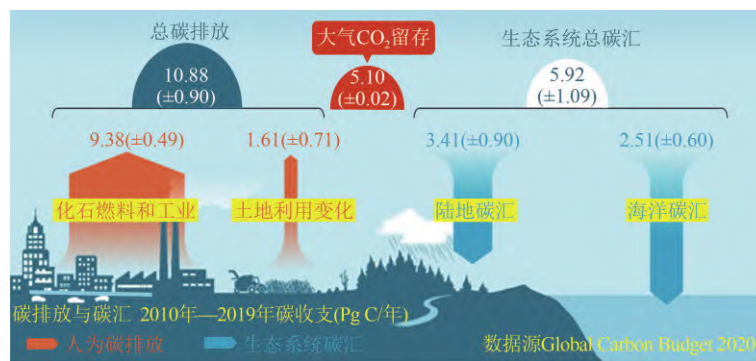 总碳排放
10.88
(±0.90)
大气CO₂留存
5.10
(±0.02)
生态系统总碳汇
5.92
(±1.09)
9.38(±0.49)
1.61(±0.71)
3.41(±0.90)
2.51(±0.60)
化石燃料和工业
土地利用变化
陆地碳汇
海洋碳汇
碳排放与碳汇 2010年—2019年碳收支(Pg C/年)
人为碳排放
生态系统碳汇
数据源Global Carbon Budget 2020